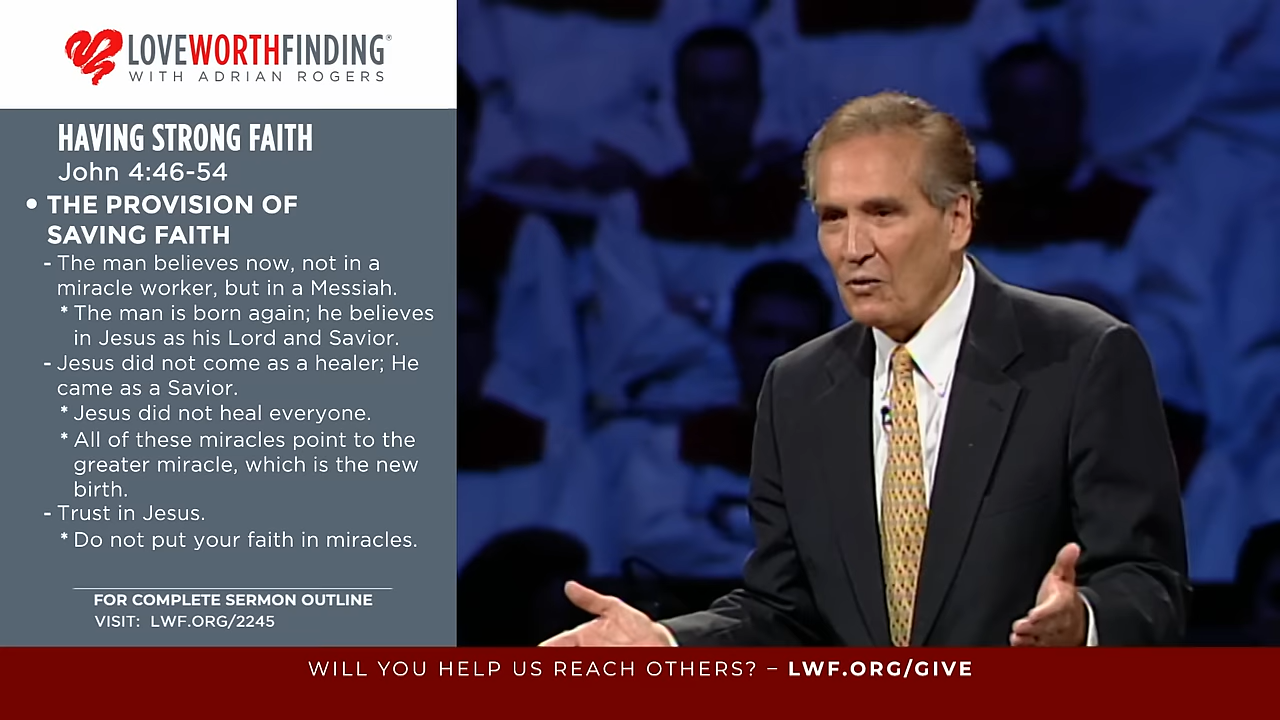 LOVEWORTHFINDING®
WITH ADRIAN ROGERS
HAVING STRONG FAITH
John 4:46-54
• THE PROVISION OF
SAVING FAITH
- The man believes now, not in a
miracle worker, but in a Messiah.
* The man is born again; he believes
in Jesus as his Lord and Savior.
- Jesus did not come as a healer; He
came as a Savior.
* Jesus did not heal everyone.
* All of these miracles point to the
greater miracle, which is the new
birth.
- Trust in Jesus.
* Do not put your faith in miracles.
FOR COMPLETE SERMON OUTLINE
VISIT: LWF.ORG/2245
WILL YOU HELP US REACH OTHERS? – LWF.ORG/GIVE